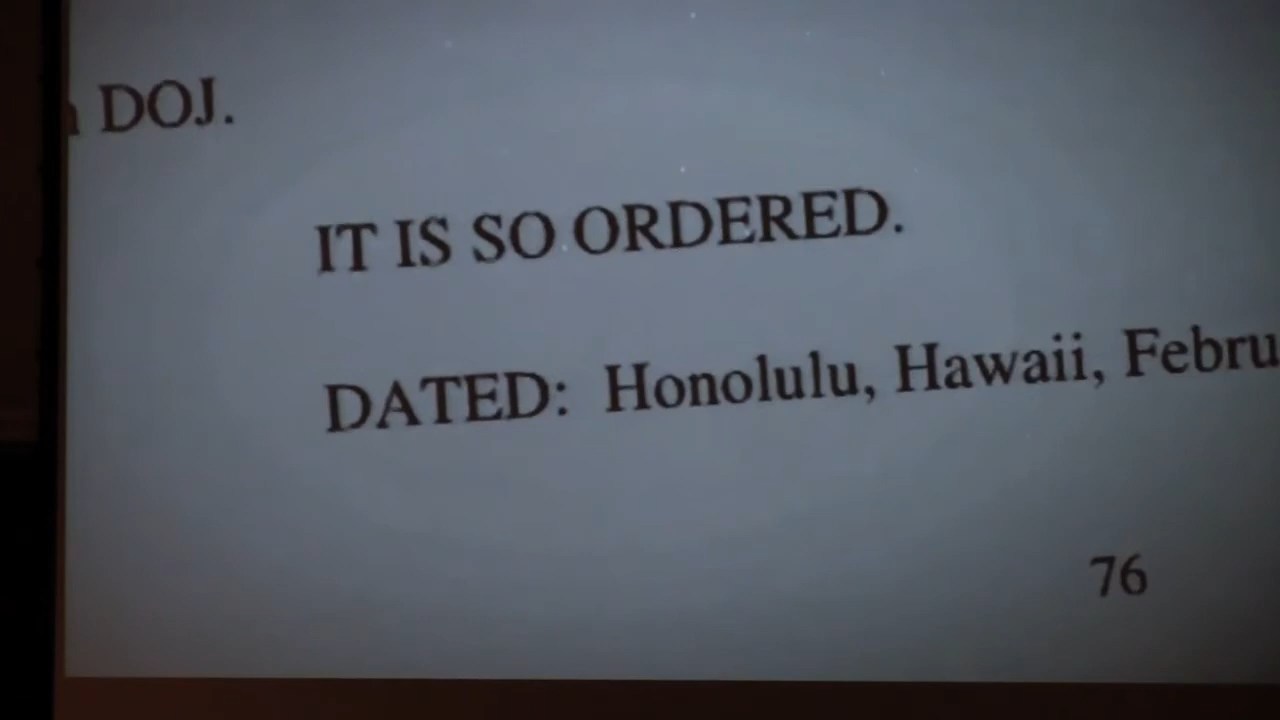 DOJ.
IT IS SO ORDERED.
DATED: Honolulu, Hawaii, Febru
76